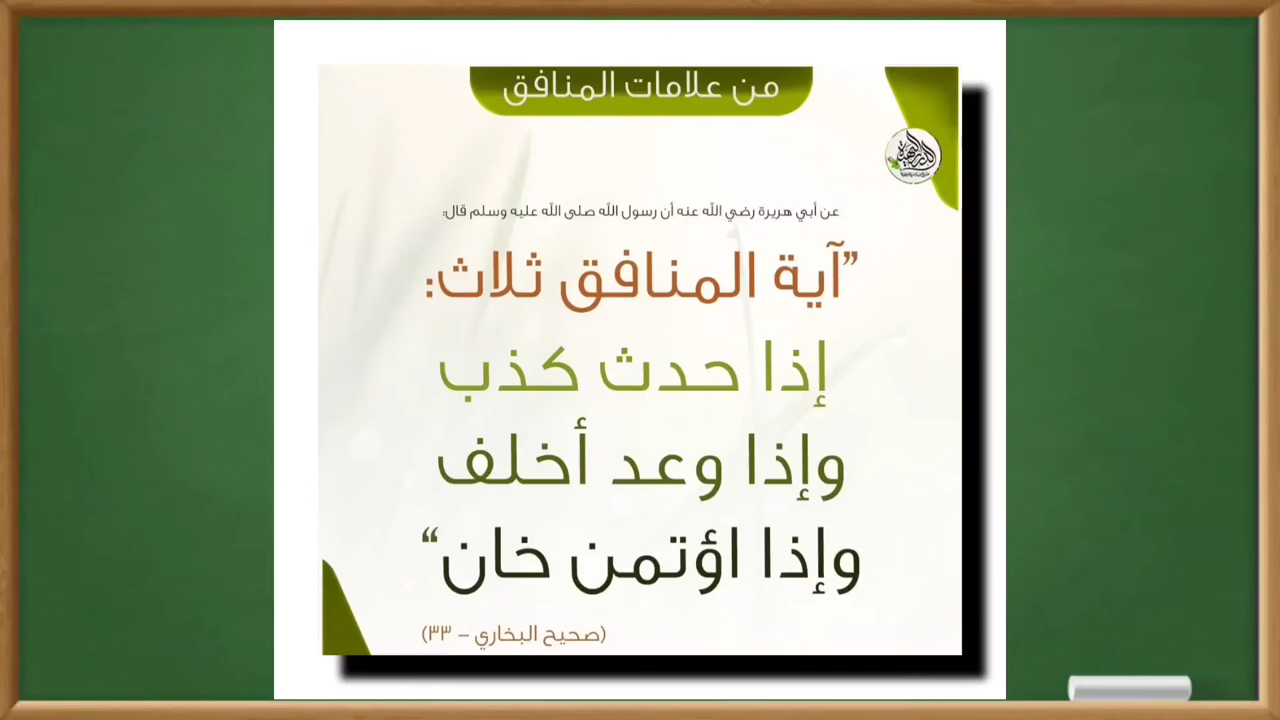 من علامات المنافق
عن أبي هريرة رضي الله عنه أن رسول الله صلى الله عليه وسلم قال:
”آية المنافق ثلاث:
إذا حدث كذب
وإذا وعد أخلف
وإذا اؤتمن خان“
(صحيح البخاري – ٣٣)